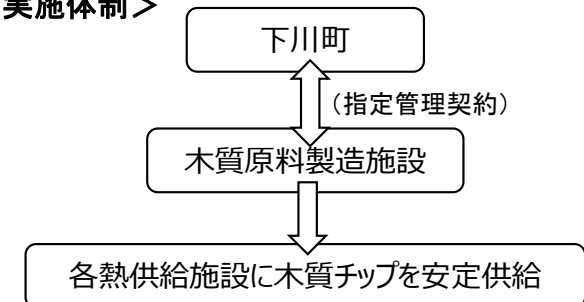 実施体制＞
下川町
（指定管理契約）
木質原料製造施設
各熱供給施設に木質チップを安定供給